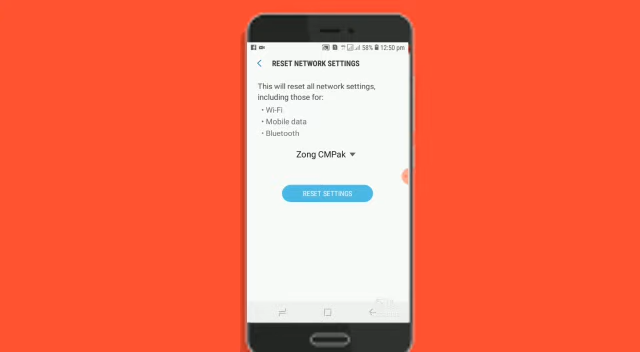 58% 12:50 pm
RESET NETWORK SETTINGS
This will reset all network settings,
including those for:
• Wi-Fi
• Mobile data
• Bluetooth
Zong CMPak
RESET SETTINGS